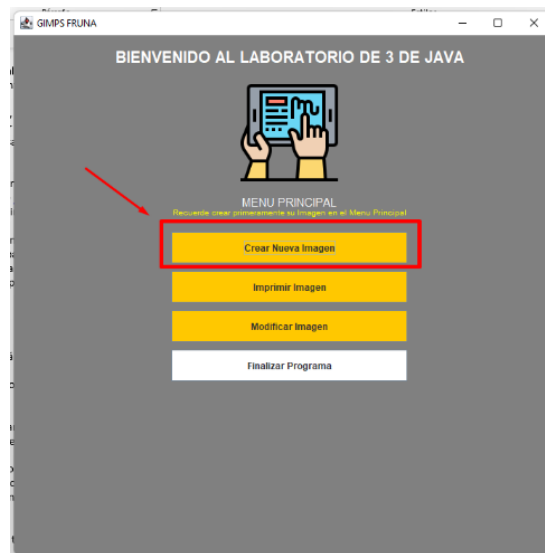 GIMPS FRUNA
BIENVENIDO AL LABORATORIO DE 3 DE JAVA
MENU PRINCIPAL
Recuerde crear primeramente su Imagen en el Menu Principal
Crear Nueva Imagen
Imprimir Imagen
Modificar Imagen
Finalizar Programa